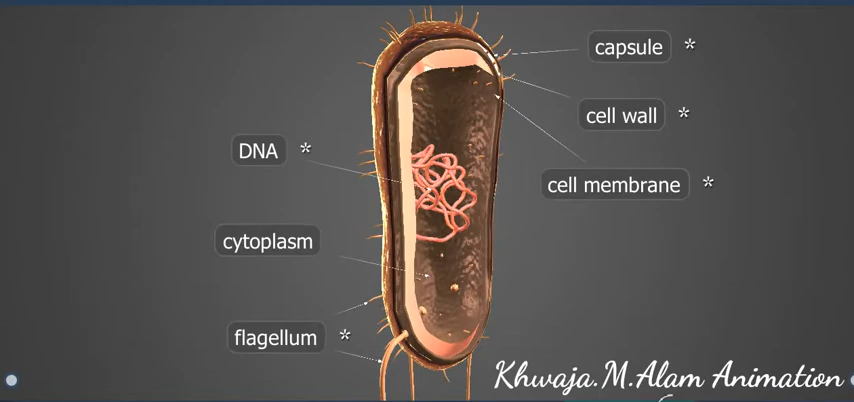 capsule *
cell wall *
DNA *
cell membrane *
cytoplasm
flagellum *
Khwaja.M.Alam Animation